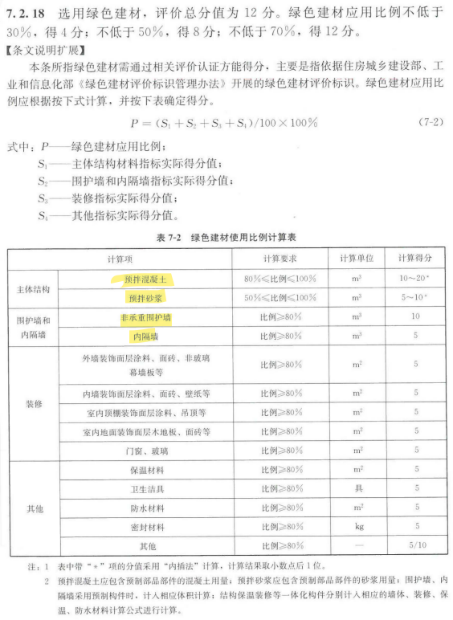 7.2.18 选用绿色建材，评价总分值为 12 分。绿色建材应用比例不低于
30%，得 4 分；不低于 50%，得 8 分；不低于 70%，得 12 分。
【条文说明扩展】
本条所指绿色建材需通过相关评价认证方能得分，主要是指依据住房城乡建设部、工
业和信息化部《绿色建材评价标识管理办法》开展的绿色建材评价标识。绿色建材应用比
例应根据按下式计算，并按下表确定得分。
P = (S₁ + S₂ + S₃ + S₄)/100×100% (7-2)
式中：P——绿色建材应用比例；
S₁——主体结构材料指标实际得分值；
S₂——围护墙和内隔墙指标实际得分值；
S₃——装修指标实际得分值；
S₄——其他指标实际得分值。
表 7-2 绿色建材使用比例计算表
计算项 计算要求 计算单位 计算得分
主体结构 预拌混凝土 80%≤比例≤100% m³ 10~20*
预拌砂浆 50%≤比例≤100% m³ 5~10*
围护墙和内隔墙 非承重围护墙 比例≥80% m³ 10
内隔墙 比例≥80% m³ 5
装修 外墙装饰面层涂料、面砖、非玻璃幕墙板等 比例≥80% m² 5
内墙装饰面层涂料、面砖、壁纸等 比例≥80% m² 5
室内顶棚装饰面层涂料、吊顶等 比例≥80% m² 5
室内地面装饰面层木地板、面砖等 比例≥80% m² 5
门窗、玻璃 比例≥80% m² 5
其他 保温材料 比例≥80% m² 5
卫生洁具 比例≥80% 具 5
防水材料 比例≥80% m² 5
密封材料 比例≥80% kg 5
其他 比例≥80% — 5/10
注：1 表中带“*”项的分值采用“内插法”计算，计算结果取小数点后 1 位。
2 预拌混凝土应包含预制部品部件的混凝土用量；预拌砂浆应包含预制部品部件的砂浆用量；围护墙、内
隔墙采用预制构件时，计入相应体积计算；结构保温装修等一体化构件分别计入相应的墙体、装修、保
温、防水材料计算公式进行计算。